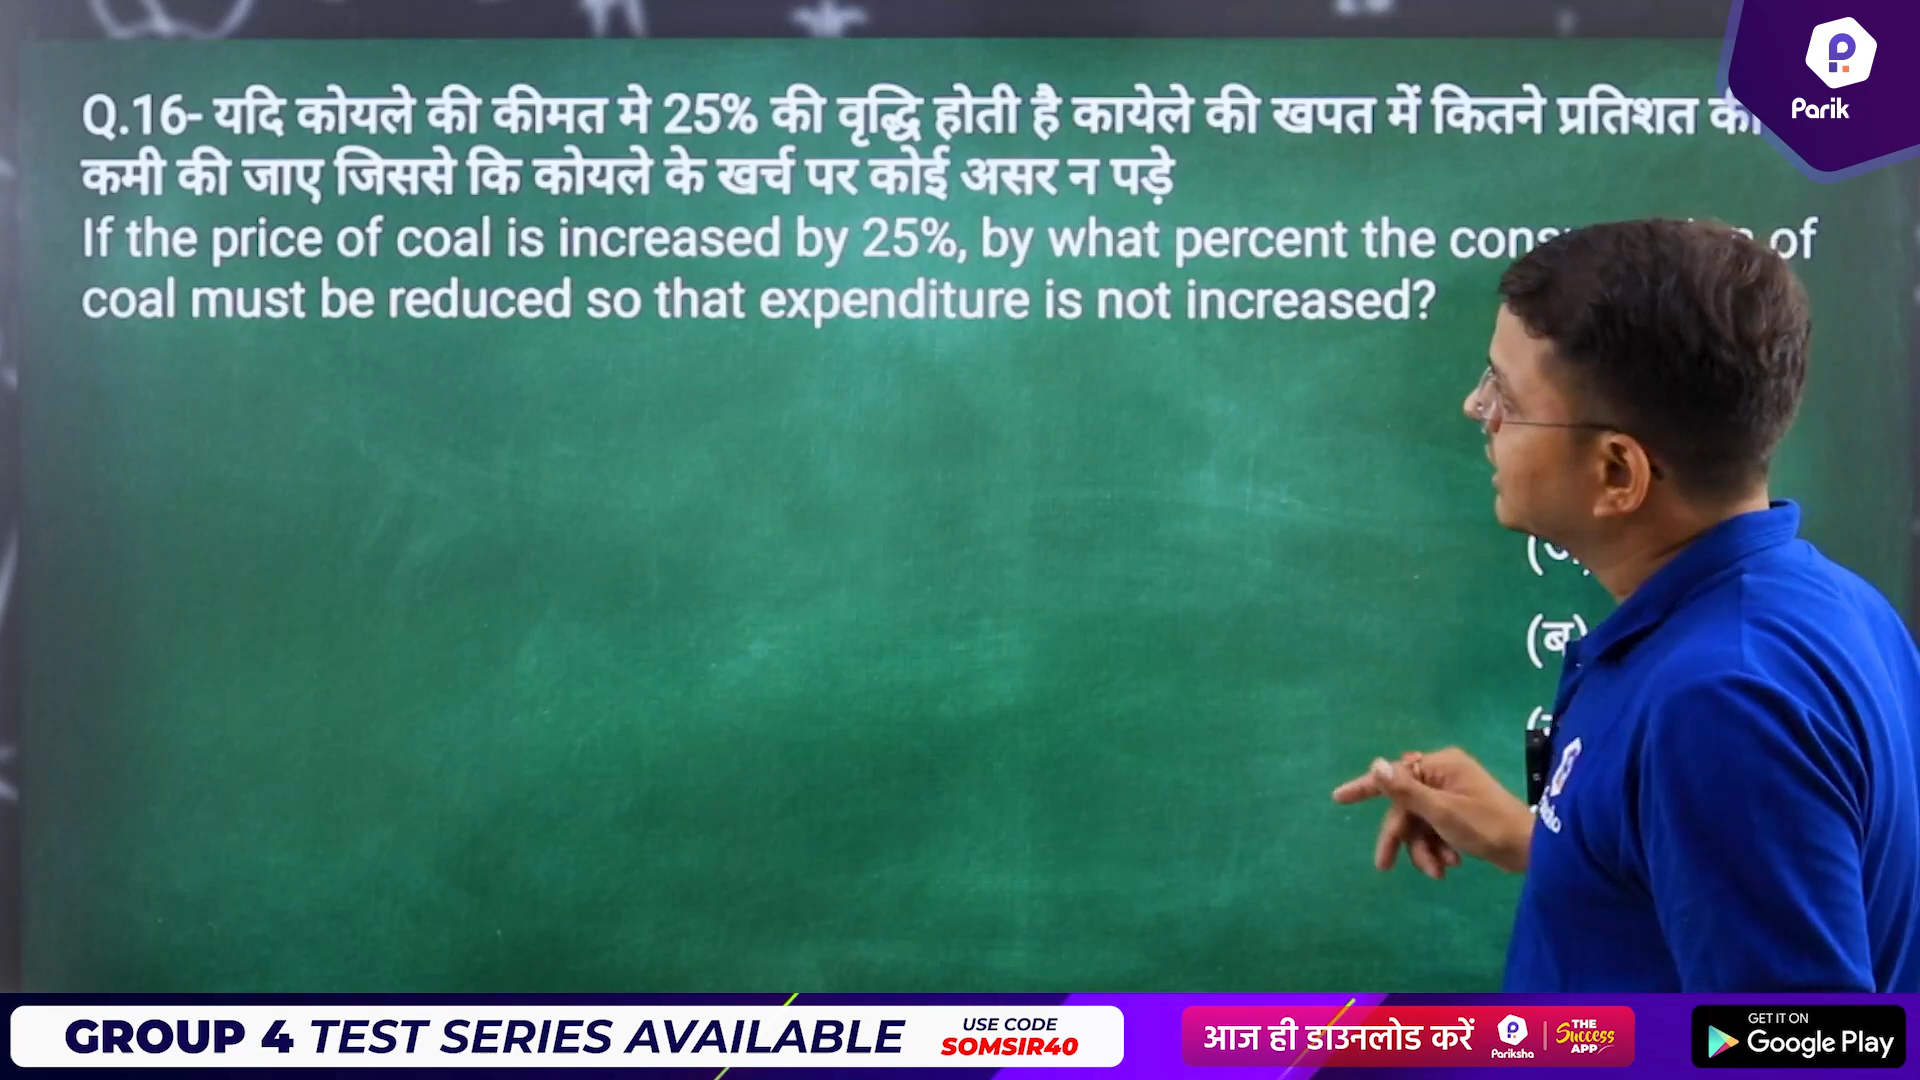 Q.16- यदि कोयले की कीमत मे 25% की वृद्धि होती है कायेले की खपत में कितने प्रतिशत की
कमी की जाए जिससे कि कोयले के खर्च पर कोई असर न पड़े
If the price of coal is increased by 25%, by what percent the of
coal must be reduced so that expenditure is not increased?
(ब)
Parik
GROUP 4 TEST SERIES AVAILABLE
USE CODE
SOMSIR40
आज ही डाउनलोड करें
Pariksha
THE
Success
APP
GET IT ON
Google Play